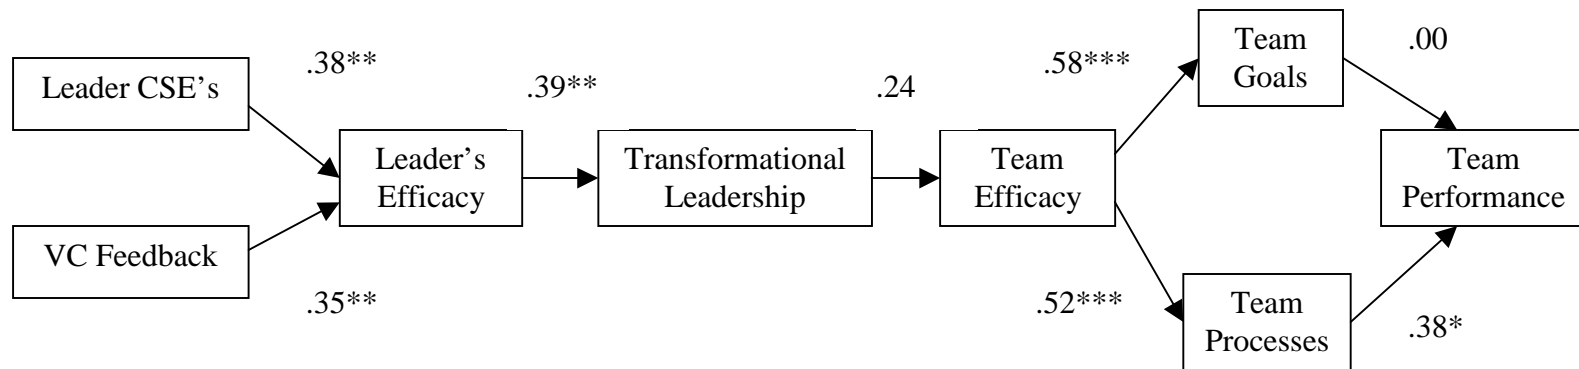 Leader CSE's
.38**
VC Feedback
.35**
Leader's
Efficacy
.39**
Transformational
Leadership
.24
Team
Efficacy
.58***
.52***
Team
Goals
.00
Team
Processes
.38*
Team
Performance